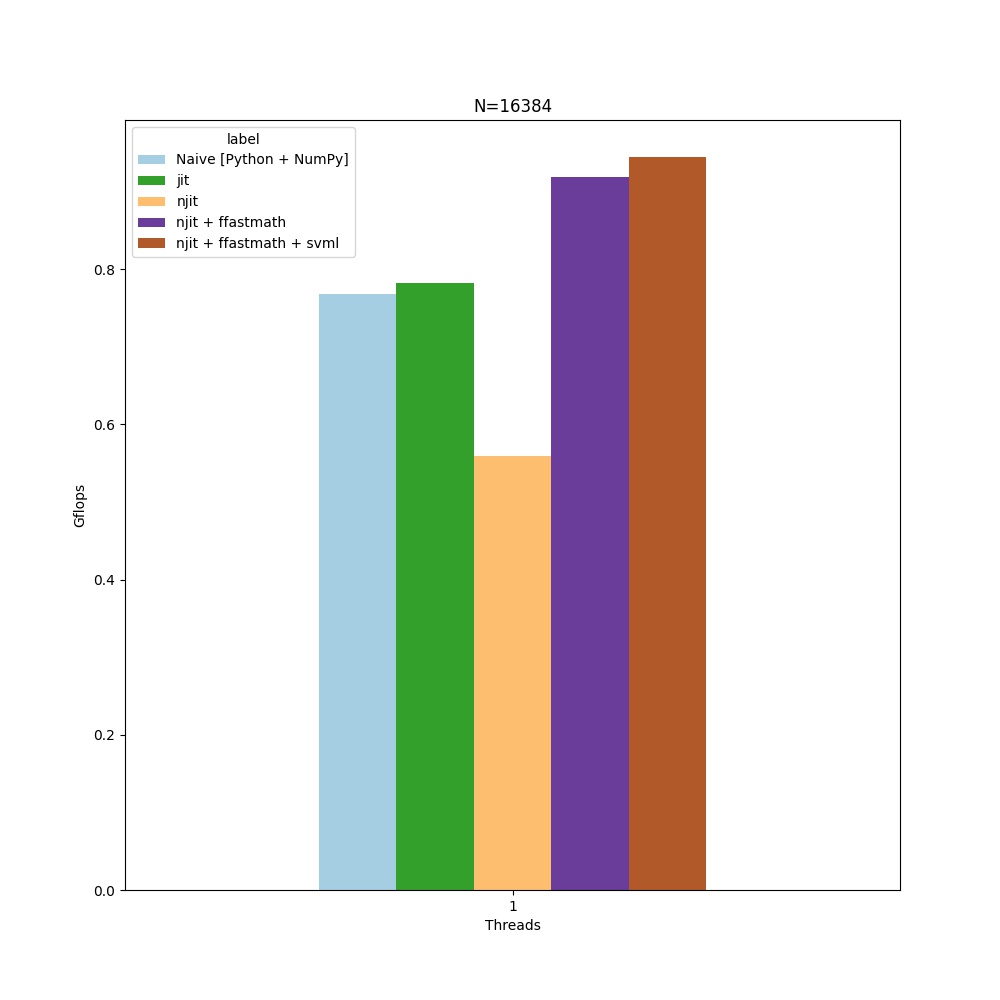 N=16384
label
Naive [Python + NumPy]
jit
njit
njit + ffastmath
njit + ffastmath + svml
0.8
0.6
0.4
0.2
0.0
Gflops
1
Threads